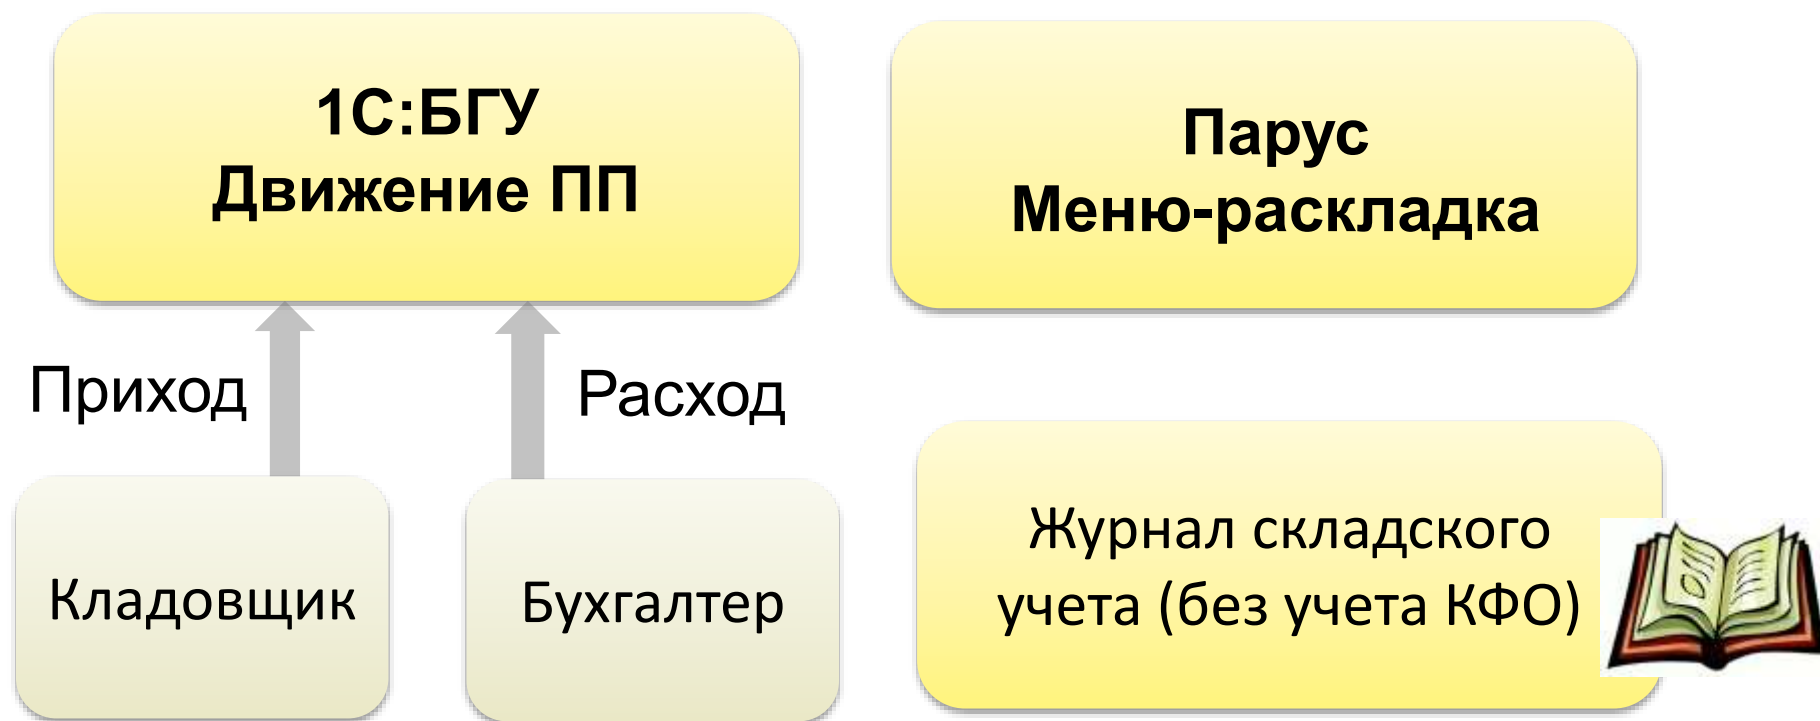 1С:БГУ
Движение ПП
Парус
Меню-раскладка
Приход
Расход
Кладовщик
Бухгалтер
Журнал складского
учета (без учета КФО)